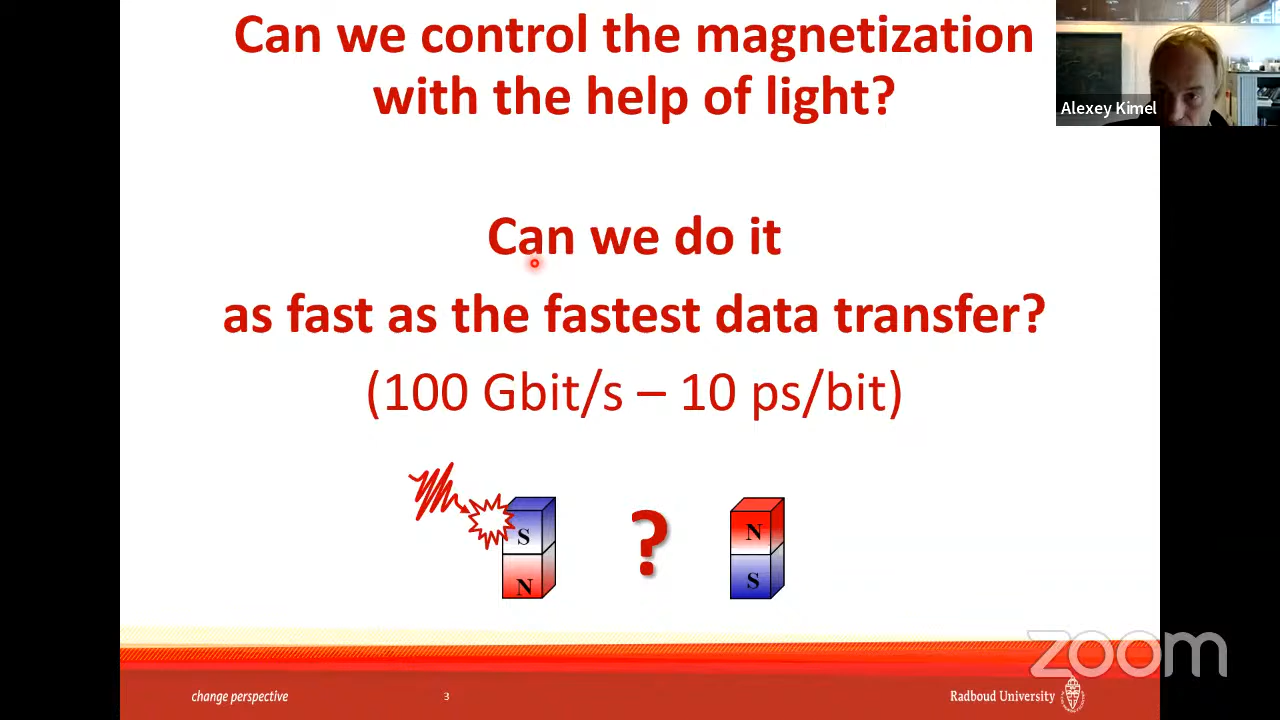 Can we control the magnetization
with the help of light?
Alexey Kimel
Can we do it
as fast as the fastest data transfer?
(100 Gbit/s – 10 ps/bit)
S
N
?
N
S
zoom
change perspective
3
Radboud University